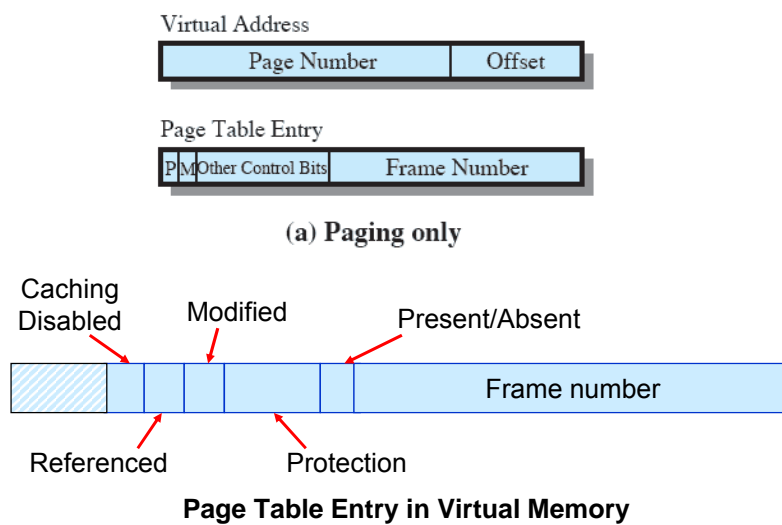 Virtual Address
Page Number Offset
Page Table Entry
P M Other Control Bits Frame Number
(a) Paging only
Caching
Disabled
Modified
Present/Absent
Frame number
Referenced
Protection
Page Table Entry in Virtual Memory